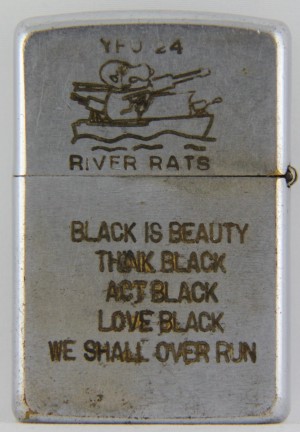 YFU 24
RIVER RATS
BLACK IS BEAUTY
THINK BLACK
ACT BLACK
LOVE BLACK
WE SHALL OVER RUN